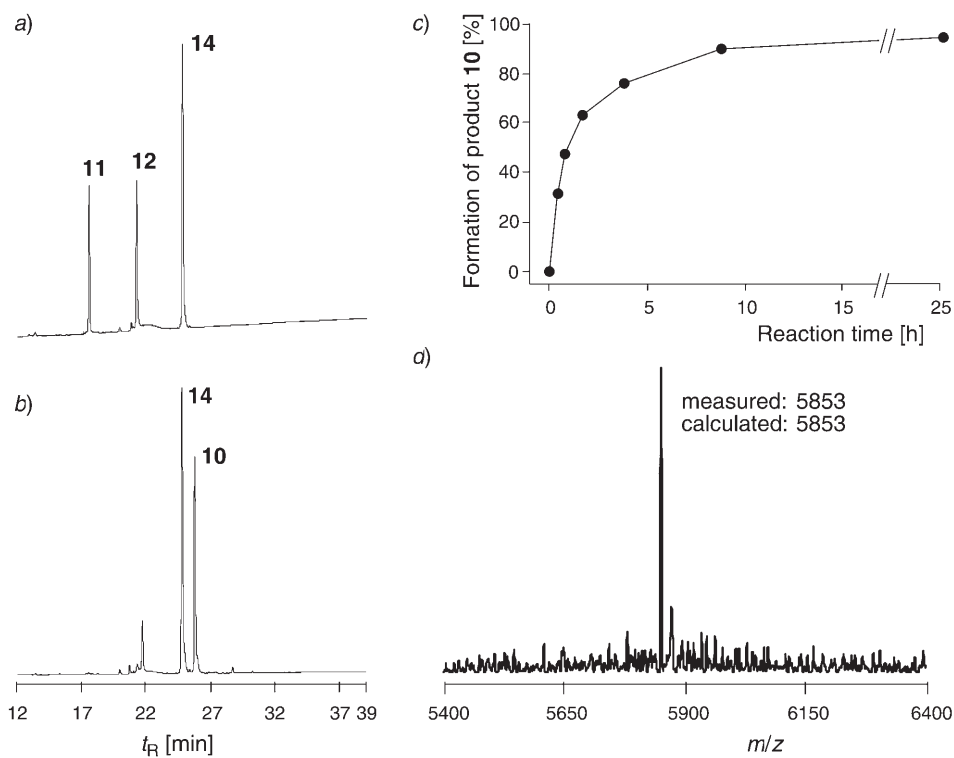 a)
14
11
12
b)
14
10
12 17 22 27 32 37 39
tR [min]
c)
Formation of product 10 [%]
100
80
60
40
20
0
0 5 10 15 25
Reaction time [h]
d)
measured: 5853
calculated: 5853
5400 5650 5900 6150 6400
m/z